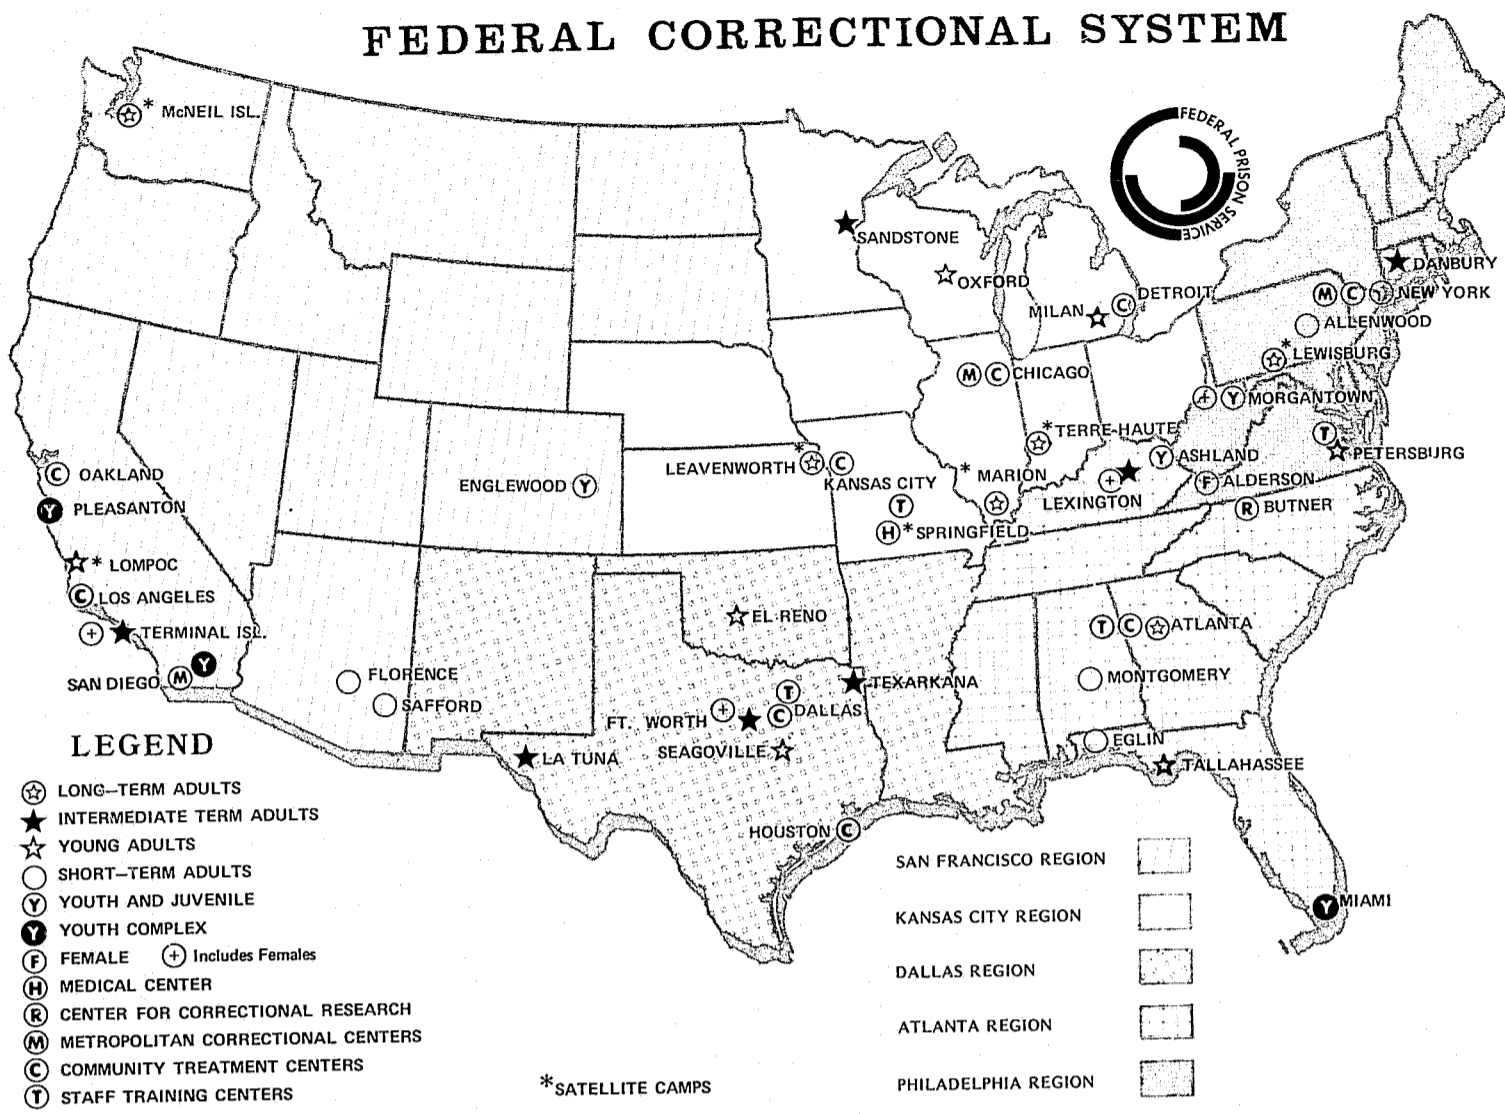 FEDERAL CORRECTIONAL SYSTEM
FEDERAL PRISON SERVICE
* McNEIL ISL.
SANDSTONE
OXFORD
MILAN
C DETROIT
DANBURY
M C NEW YORK
ALLENWOOD
* LEWISBURG
M C CHICAGO
+ Y MORGANTOWN
* TERRE-HAUTE
T PETERSBURG
Y ASHLAND
LEAVENWORTH * C
KANSAS CITY
* MARION
+ LEXINGTON
F ALDERSON
R BUTNER
C OAKLAND
ENGLEWOOD Y
Y PLEASANTON
T
H * SPRINGFIELD
* LOMPOC
C LOS ANGELES
+ TERMINAL ISL.
EL RENO
T C ATLANTA
SAN DIEGO M Y
FLORENCE
SAFFORD
TEXARKANA
MONTGOMERY
FT. WORTH +
T C DALLAS
SEAGOVILLE
LA TUNA
EGLIN
TALLAHASSEE
HOUSTON C
Y MIAMI
LEGEND
LONG-TERM ADULTS
INTERMEDIATE TERM ADULTS
YOUNG ADULTS
SHORT-TERM ADULTS
Y YOUTH AND JUVENILE
Y YOUTH COMPLEX
F FEMALE + Includes Females
H MEDICAL CENTER
R CENTER FOR CORRECTIONAL RESEARCH
M METROPOLITAN CORRECTIONAL CENTERS
C COMMUNITY TREATMENT CENTERS
T STAFF TRAINING CENTERS
*SATELLITE CAMPS
SAN FRANCISCO REGION
KANSAS CITY REGION
DALLAS REGION
ATLANTA REGION
PHILADELPHIA REGION